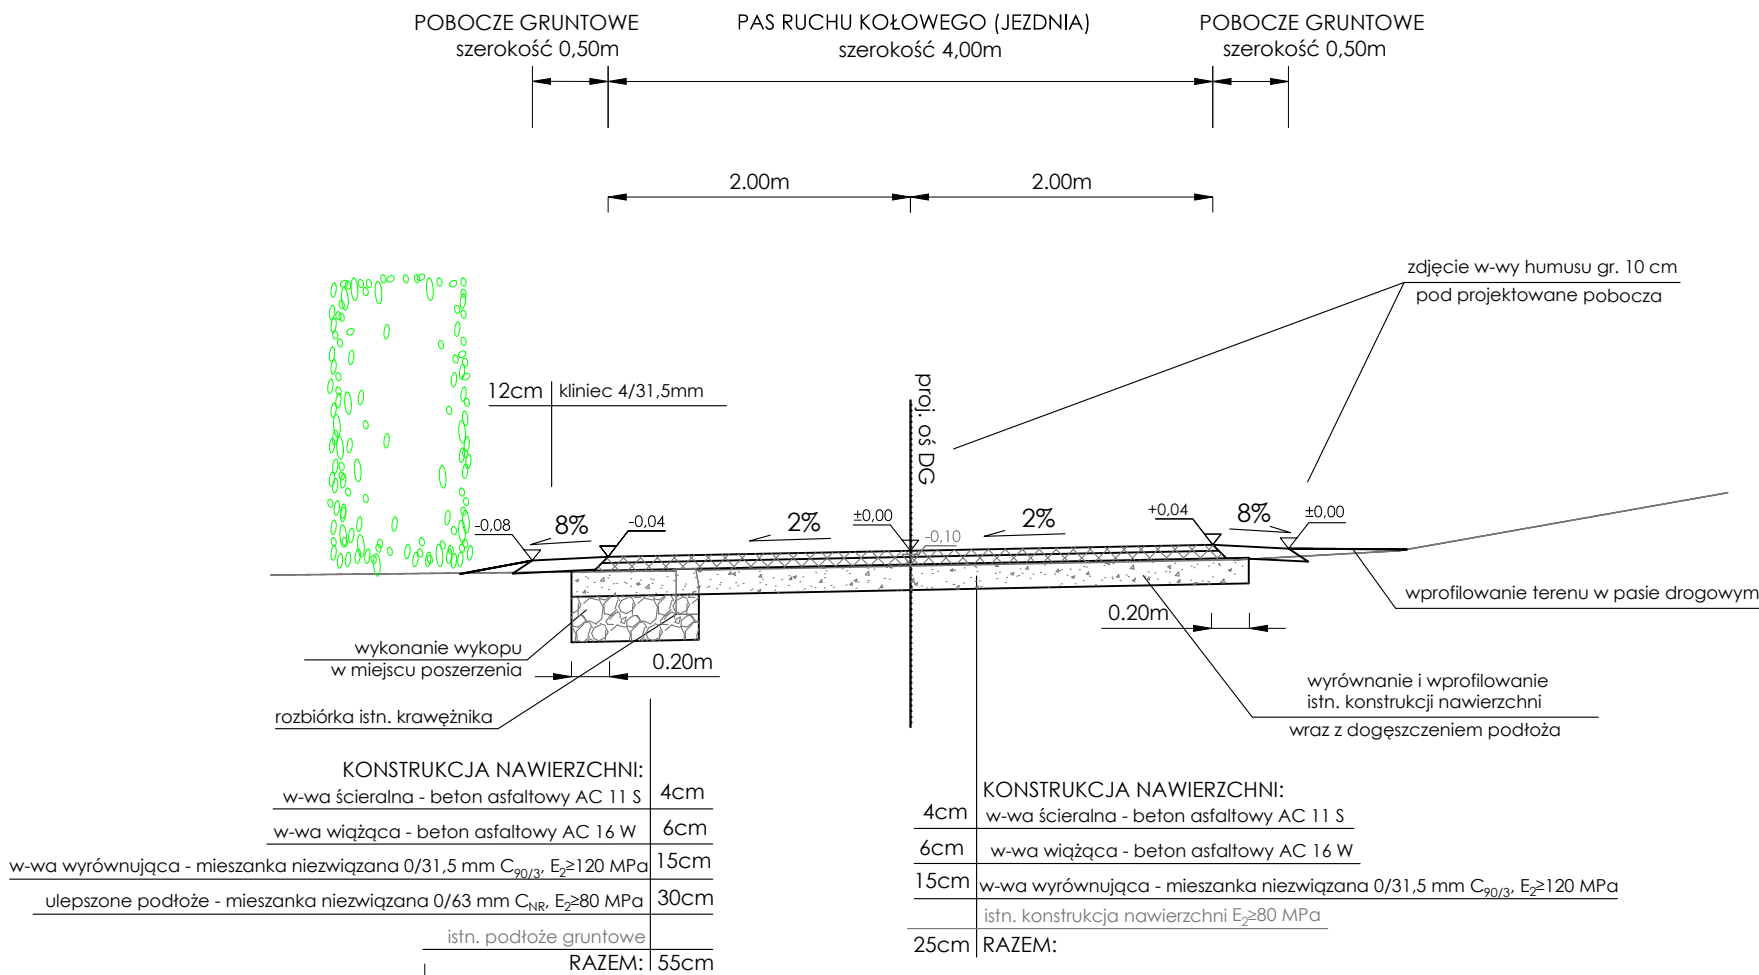 POBOCZE GRUNTOWE
szerokość 0,50m
PAS RUCHU KOŁOWEGO (JEZDNIA)
szerokość 4,00m
POBOCZE GRUNTOWE
szerokość 0,50m
2.00m
2.00m
zdjęcie w-wy humusu gr. 10 cm
pod projektowane pobocza
12cm kliniec 4/31,5mm
proj. oś DG
-0,08
8%
-0,04
2%
±0,00
-0,10
2%
+0,04
8%
±0,00
wprofilowanie terenu w pasie drogowym
0.20m
wykonanie wykopu
w miejscu poszerzenia
0.20m
rozbiórka istn. krawężnika
wyrównanie i wprofilowanie
istn. konstrukcji nawierzchni
wraz z dogęszczeniem podłoża
KONSTRUKCJA NAWIERZCHNI:
w-wa ścieralna - beton asfaltowy AC 11 S 4cm
w-wa wiążąca - beton asfaltowy AC 16 W 6cm
w-wa wyrównująca - mieszanka niezwiązana 0/31,5 mm C90/3, E2≥120 MPa 15cm
ulepszone podłoże - mieszanka niezwiązana 0/63 mm CNR, E2≥80 MPa 30cm
istn. podłoże gruntowe
RAZEM: 55cm
KONSTRUKCJA NAWIERZCHNI:
4cm w-wa ścieralna - beton asfaltowy AC 11 S
6cm w-wa wiążąca - beton asfaltowy AC 16 W
15cm w-wa wyrównująca - mieszanka niezwiązana 0/31,5 mm C90/3, E2≥120 MPa
istn. konstrukcja nawierzchni E2≥80 MPa
25cm RAZEM: